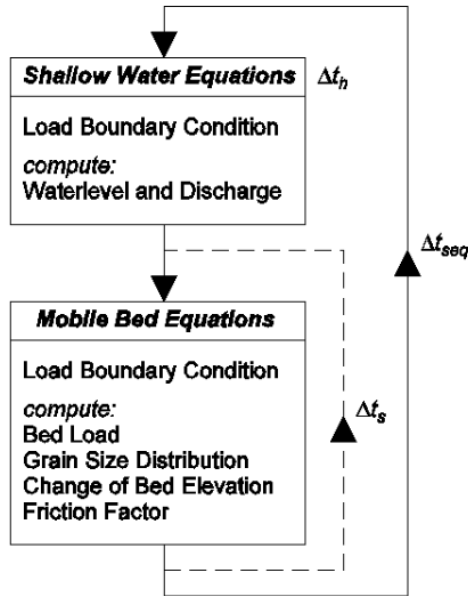 Shallow Water Equations
Δt_h
Load Boundary Condition
compute:
Waterlevel and Discharge
Δt_seq
Mobile Bed Equations
Load Boundary Condition
compute:
Bed Load
Grain Size Distribution
Change of Bed Elevation
Friction Factor
Δt_s